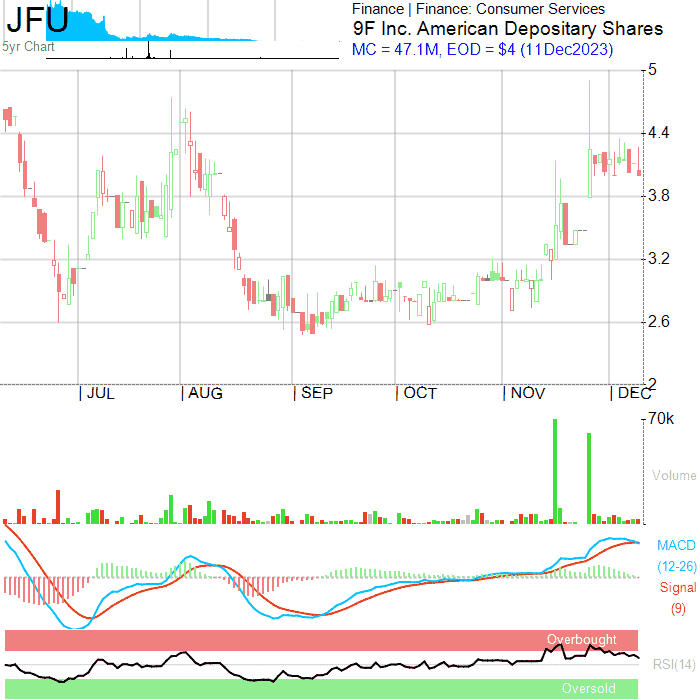 JFU
5yr Chart
Finance | Finance: Consumer Services
9F Inc. American Depositary Shares
MC = 47.1M, EOD = $4 (11Dec2023)
5
4.4
3.8
3.2
2.6
2
| JUL | AUG | SEP | OCT | NOV | DEC
70k
Volume
MACD
(12-26)
Signal
(9)
Overbought
RSI(14)
Oversold